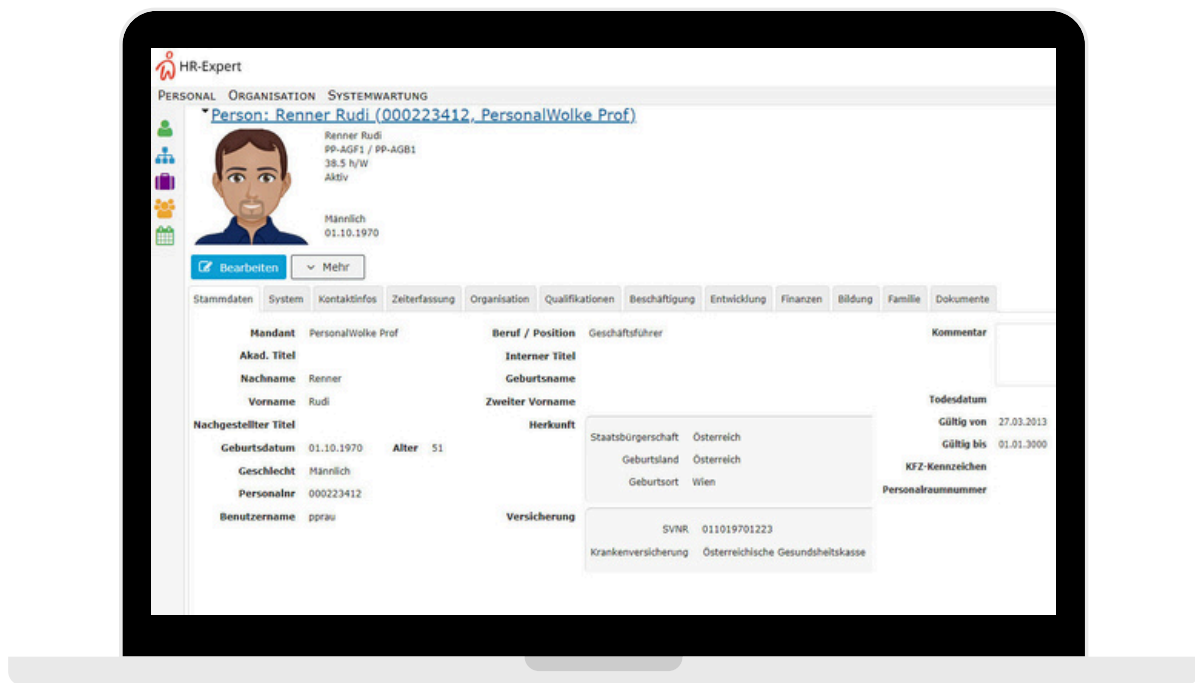 HR-Expert
PERSONAL ORGANISATION SYSTEMWARTUNG
Person: Renner Rudi (000223412, PersonalWolke Prof)
Renner Rudi
PP-AGF1 / PP-AGB1
38.5 h/W
Aktiv
Männlich
01.10.1970
Bearbeiten Mehr
Stammdaten System Kontaktinfos Zeiterfassung Organisation Qualifikationen Beschäftigung Entwicklung Finanzen Bildung Familie Dokumente
Mandant PersonalWolke Prof Beruf / Position Geschäftsführer Kommentar
Akad. Titel Interner Titel
Nachname Renner Geburtsname
Vorname Rudi Zweiter Vorname Todesdatum
Nachgestellter Titel Herkunft Gültig von 27.03.2013
Staatsbürgerschaft Österreich
Geburtsdatum 01.10.1970 Alter 51 Gültig bis 01.01.3000
Geburtsland Österreich
Geschlecht Männlich KFZ-Kennzeichen
Geburtsort Wien
Personalnr 000223412 Personalraumnummer
Benutzername pprau Versicherung
SVNR 011019701223
Krankenversicherung Österreichische Gesundsheitskasse